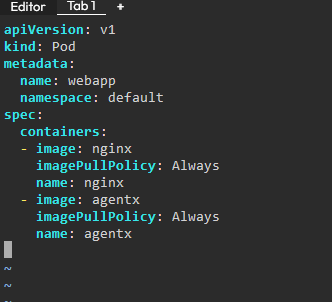 Editor Tab 1 +
apiVersion: v1
kind: Pod
metadata:
  name: webapp
  namespace: default
spec:
  containers:
  - image: nginx
    imagePullPolicy: Always
    name: nginx
  - image: agentx
    imagePullPolicy: Always
    name: agentx
~
~
~